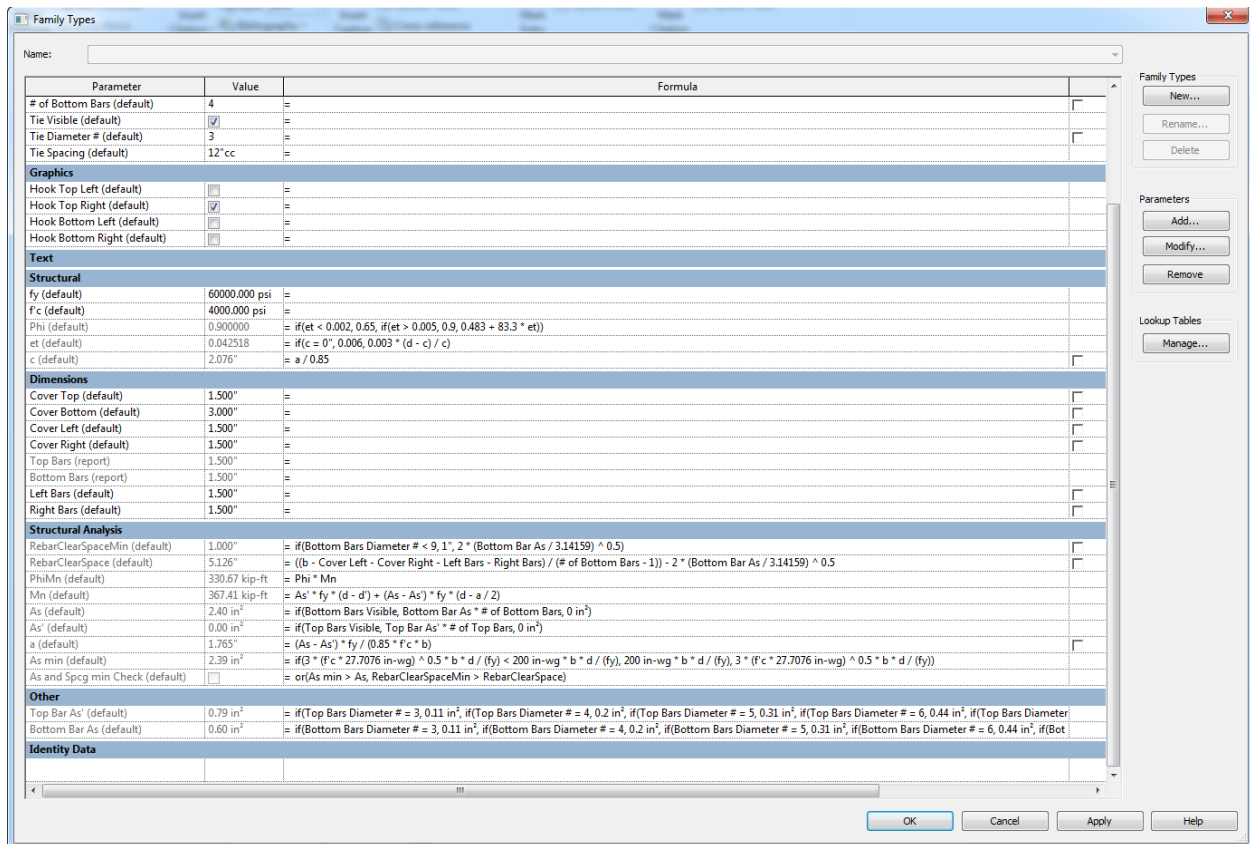 Family Types
Name:
Parameter Value Formula
# of Bottom Bars (default) 4 =
Tie Visible (default) =
Tie Diameter # (default) 3 =
Tie Spacing (default) 12"cc =
Graphics
Hook Top Left (default) =
Hook Top Right (default) =
Hook Bottom Left (default) =
Hook Bottom Right (default) =
Text
Structural
fy (default) 60000.000 psi =
f'c (default) 4000.000 psi =
Phi (default) 0.900000 = if(et < 0.002, 0.65, if(et > 0.005, 0.9, 0.483 + 83.3 * et))
et (default) 0.042518 = if(c = 0", 0.006, 0.003 * (d - c) / c)
c (default) 2.076" = a / 0.85
Dimensions
Cover Top (default) 1.500" =
Cover Bottom (default) 3.000" =
Cover Left (default) 1.500" =
Cover Right (default) 1.500" =
Top Bars (report) 1.500" =
Bottom Bars (report) 1.500" =
Left Bars (default) 1.500" =
Right Bars (default) 1.500" =
Structural Analysis
RebarClearSpaceMin (default) 1.000" = if(Bottom Bars Diameter # < 9, 1", 2 * (Bottom Bar As / 3.14159) ^ 0.5)
RebarClearSpace (default) 5.126" = ((b - Cover Left - Cover Right - Left Bars - Right Bars) / (# of Bottom Bars - 1)) - 2 * (Bottom Bar As / 3.14159) ^ 0.5
PhiMn (default) 330.67 kip-ft = Phi * Mn
Mn (default) 367.41 kip-ft = As' * fy * (d - d') + (As - As') * fy * (d - a / 2)
As (default) 2.40 in² = if(Bottom Bars Visible, Bottom Bar As * # of Bottom Bars, 0 in²)
As' (default) 0.00 in² = if(Top Bars Visible, Top Bar As' * # of Top Bars, 0 in²)
a (default) 1.765" = (As - As') * fy / (0.85 * f'c * b)
As min (default) 2.39 in² = if(3 * (f'c * 27.7076 in-wg) ^ 0.5 * b * d / (fy) < 200 in-wg * b * d / (fy), 200 in-wg * b * d / (fy), 3 * (f'c * 27.7076 in-wg) ^ 0.5 * b * d / (fy))
As and Spcg min Check (default) = or(As min > As, RebarClearSpaceMin > RebarClearSpace)
Other
Top Bar As' (default) 0.79 in² = if(Top Bars Diameter # = 3, 0.11 in², if(Top Bars Diameter # = 4, 0.2 in², if(Top Bars Diameter # = 5, 0.31 in², if(Top Bars Diameter # = 6, 0.44 in², if(Top Bars Diameter
Bottom Bar As (default) 0.60 in² = if(Bottom Bars Diameter # = 3, 0.11 in², if(Bottom Bars Diameter # = 4, 0.2 in², if(Bottom Bars Diameter # = 5, 0.31 in², if(Bottom Bars Diameter # = 6, 0.44 in², if(Bot
Identity Data
Family Types
New...
Rename...
Delete
Parameters
Add...
Modify...
Remove
Lookup Tables
Manage...
OK Cancel Apply Help